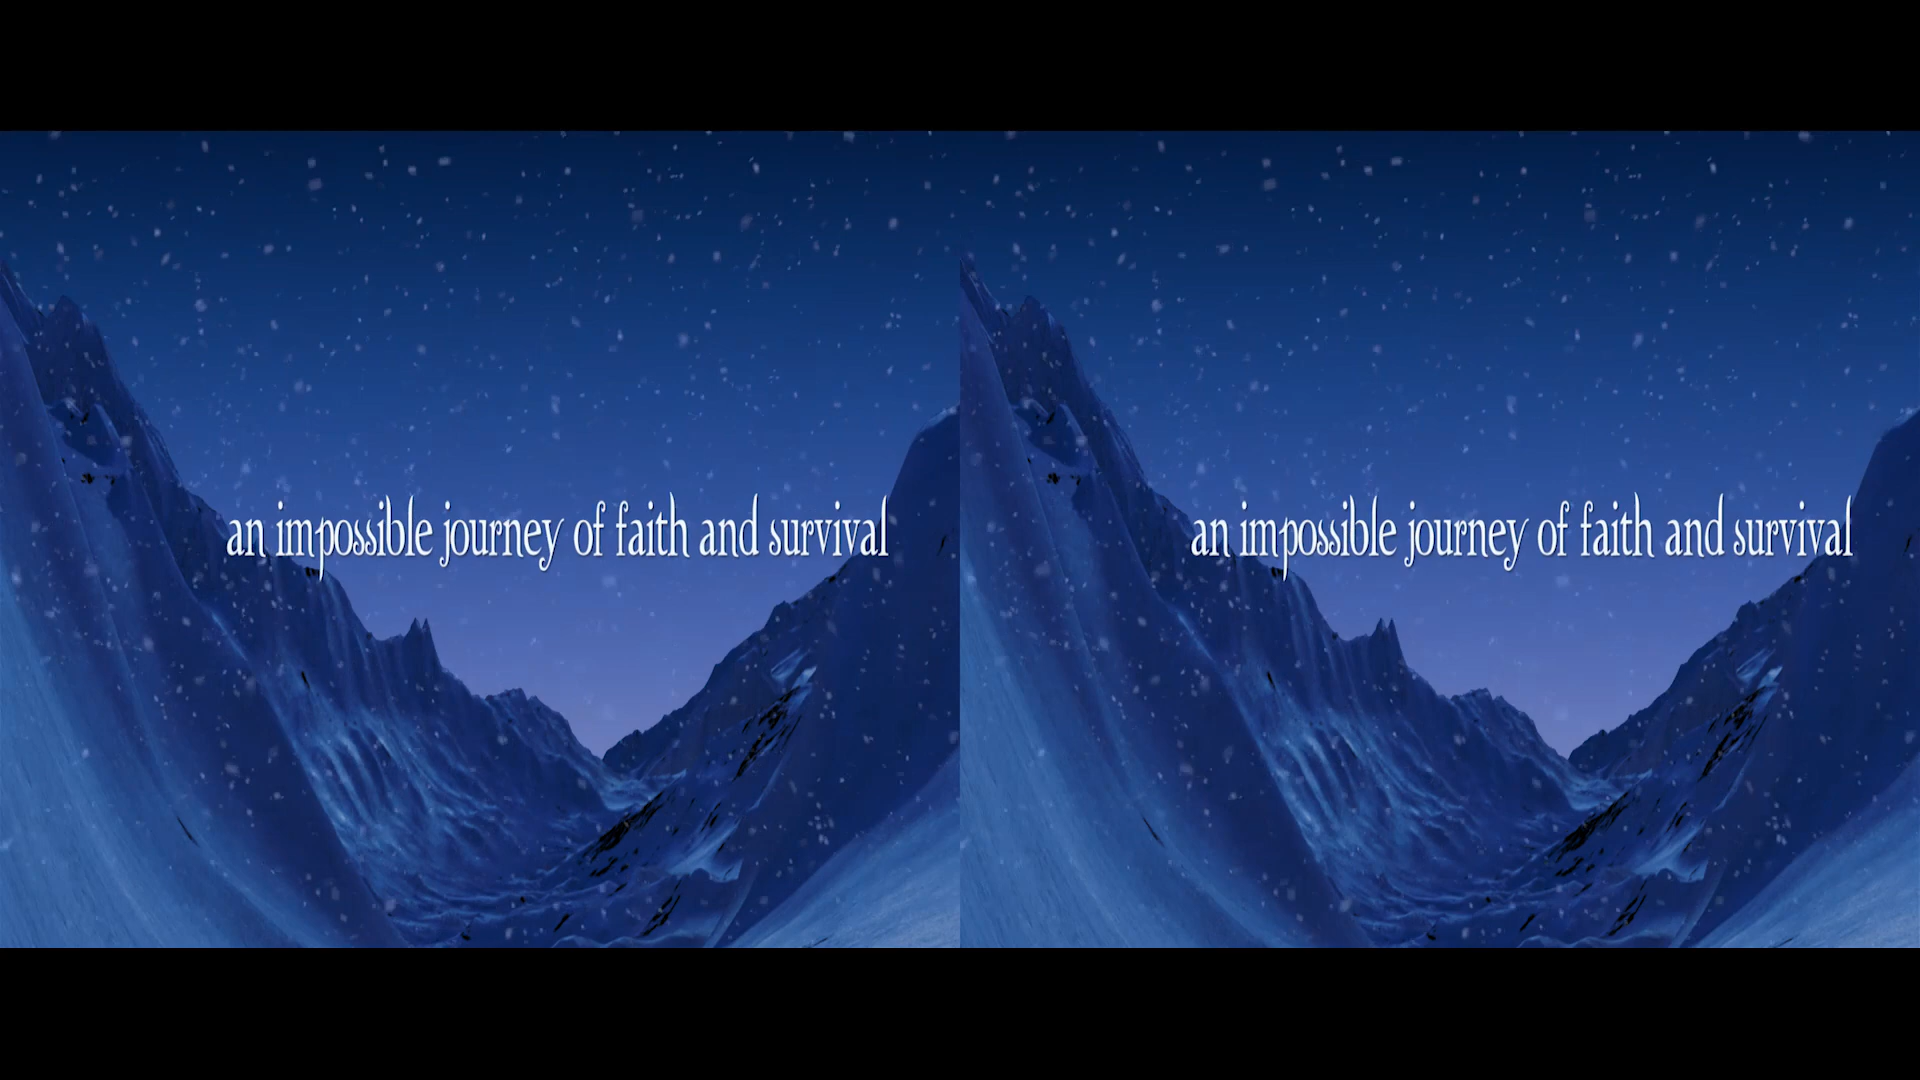 an impossible journey of faith and survival
an impossible journey of faith and survival